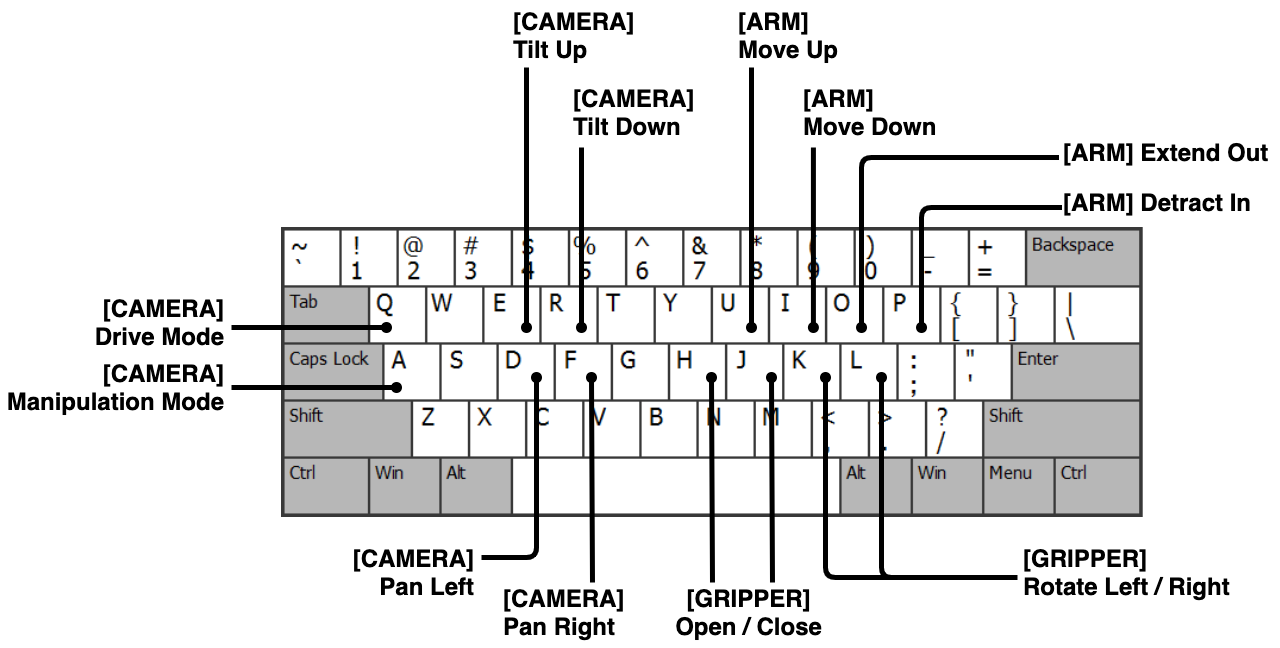 [CAMERA]
Tilt Up
[ARM]
Move Up
[CAMERA]
Tilt Down
[ARM]
Move Down
[ARM] Extend Out
[ARM] Detract In
~ ! @ # $ % ^ & * ( ) _ + Backspace
` 1 2 3 4 5 6 7 8 9 0 - =
Tab Q W E R T Y U I O P { } |
[ ] \
[CAMERA]
Drive Mode
Caps Lock A S D F G H J K L : " Enter
; '
[CAMERA]
Manipulation Mode
Shift Z X C V B N M < > ? Shift
, . /
Ctrl Win Alt Alt Win Menu Ctrl
[CAMERA]
Pan Left
[CAMERA]
Pan Right
[GRIPPER]
Open / Close
[GRIPPER]
Rotate Left / Right